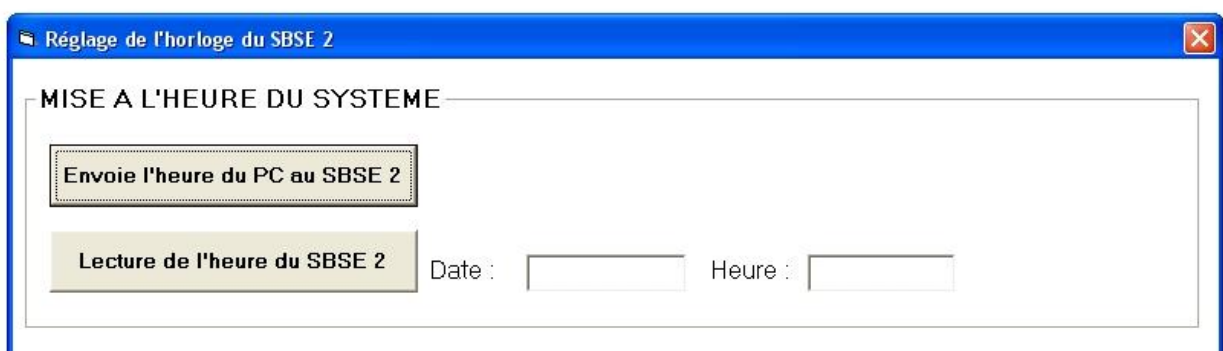 Réglage de l'horloge du SBSE 2
MISE A L'HEURE DU SYSTEME
Envoie l'heure du PC au SBSE 2
Lecture de l'heure du SBSE 2 Date : Heure :